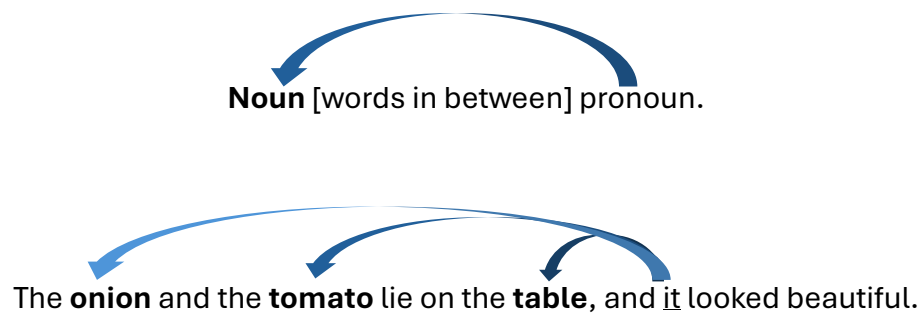 Noun [words in between] pronoun.
The onion and the tomato lie on the table, and it looked beautiful.